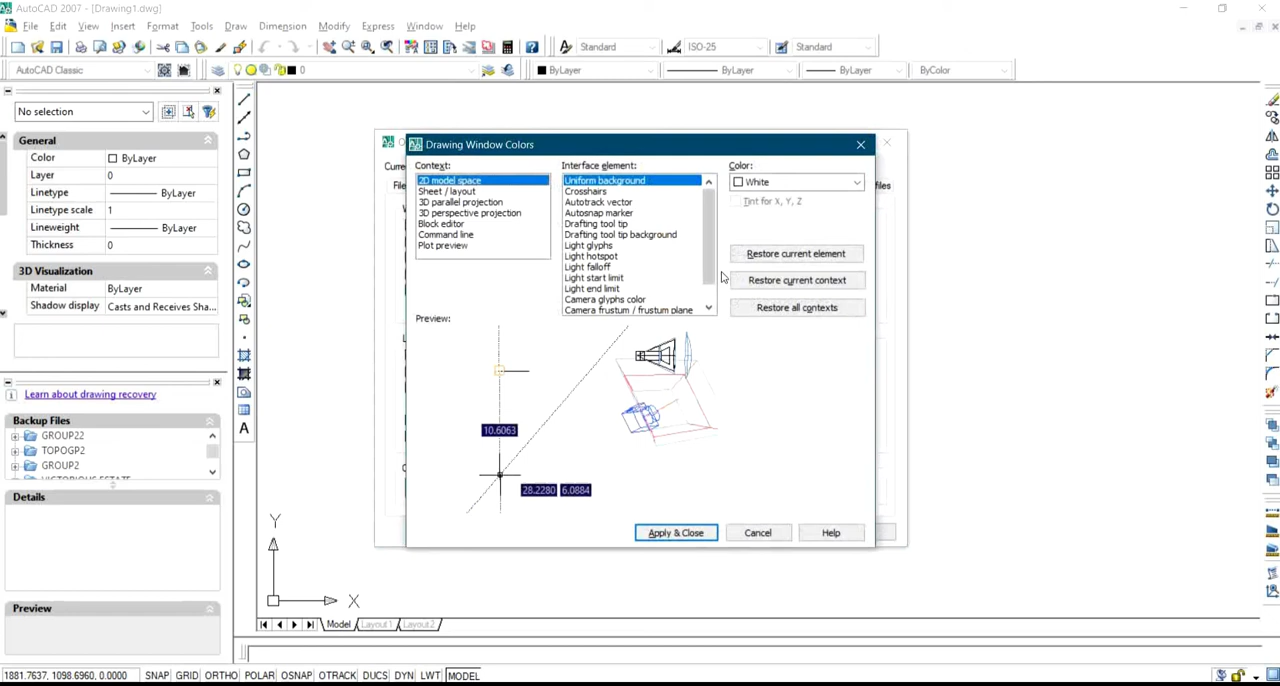 AutoCAD 2007 - [Drawing1.dwg]
File Edit View Insert Format Tools Draw Dimension Modify Express Window Help
Standard ISO-25 Standard
AutoCAD Classic 0 ByLayer ByLayer ByLayer ByColor
No selection
General
Color ByLayer
Layer 0
Linetype ByLayer
Linetype scale 1
Lineweight ByLayer
Thickness 0
3D Visualization
Material ByLayer
Shadow display Casts and Receives Sha...
Learn about drawing recovery
Backup Files
GROUP22
TOPOGP2
GROUP2
VICTORIOUS ESTATE
Details
Preview
Drawing Window Colors
Context:
2D model space
Sheet / layout
3D parallel projection
3D perspective projection
Block editor
Command line
Plot preview
Interface element:
Uniform background
Crosshairs
Autotrack vector
Autosnap marker
Drafting tool tip
Drafting tool tip background
Light glyphs
Light hotspot
Light falloff
Light start limit
Light end limit
Camera glyphs color
Camera frustum / frustum plane
Color:
White
Tint for X, Y, Z
Restore current element
Restore current context
Restore all contexts
Preview:
10.6063
28.2280 6.0884
Apply & Close Cancel Help
Y
X
Model Layout1 Layout2
1881.7637, 1098.6960, 0.0000 SNAP GRID ORTHO POLAR OSNAP OTRACK DUCS DYN LWT MODEL